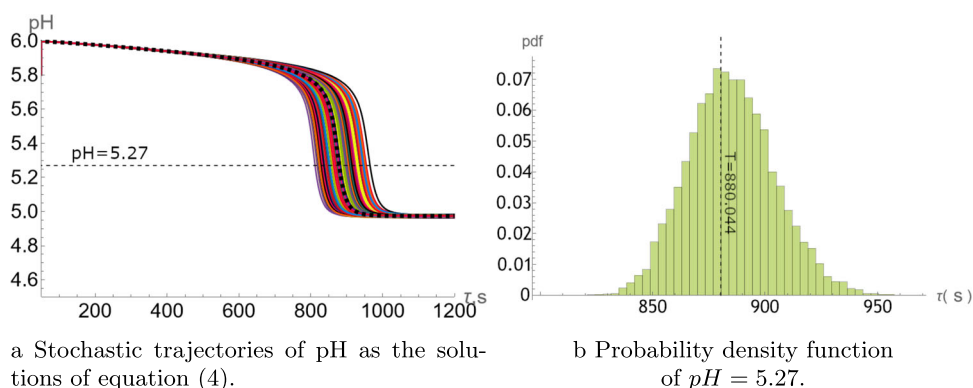 pH
6.0
5.8
5.6
5.4
5.2
5.0
4.8
4.6
pH=5.27
200 400 600 800 1000 1200
τ,s
pdf
0.07
0.06
0.05
0.04
0.03
0.02
0.01
0
T=880.044
850 900 950
τ( s )
a Stochastic trajectories of pH as the solu-
tions of equation (4).
b Probability density function
of pH = 5.27.